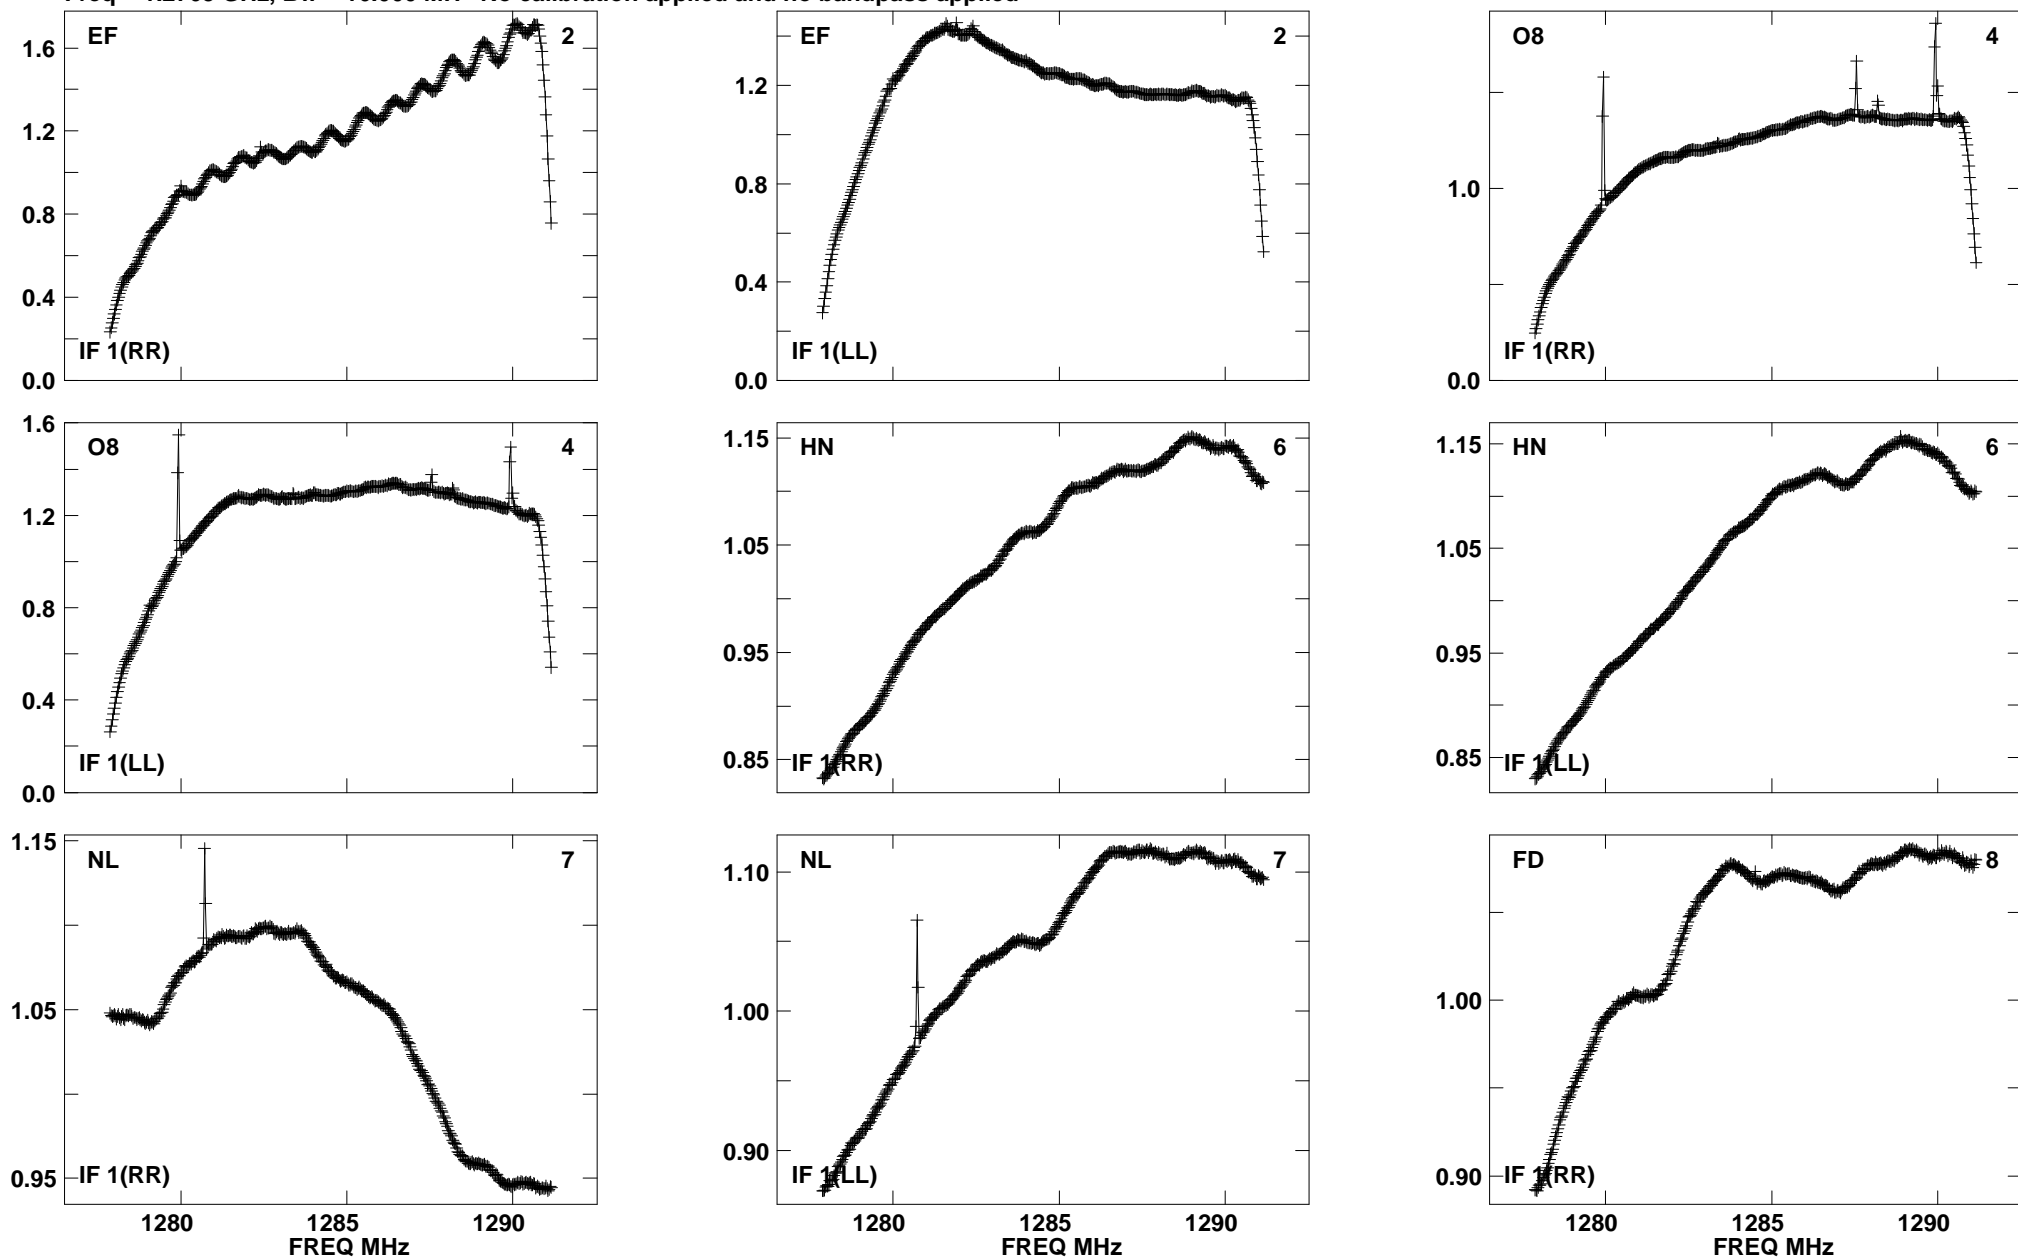 calibration applied and no bandpass applied
EF 2
1.6
1.2
0.8
0.4
0.0
IF 1(RR)
EF 2
1.2
0.8
0.4
0.0
IF 1(LL)
O8 4
1.0
0.0
IF 1(RR)
O8 4
1.6
1.2
0.8
0.4
0.0
IF 1(LL)
HN 6
1.15
1.05
0.95
0.85
IF 1(RR)
HN 6
1.15
1.05
0.95
0.85
IF 1(LL)
NL 7
1.15
1.05
0.95
IF 1(RR)
1280 1285 1290
FREQ MHz
NL 7
1.10
1.00
0.90
IF 1(LL)
1280 1285 1290
FREQ MHz
FD 8
1.00
0.90
IF 1(RR)
1280 1285 1290
FREQ MHz